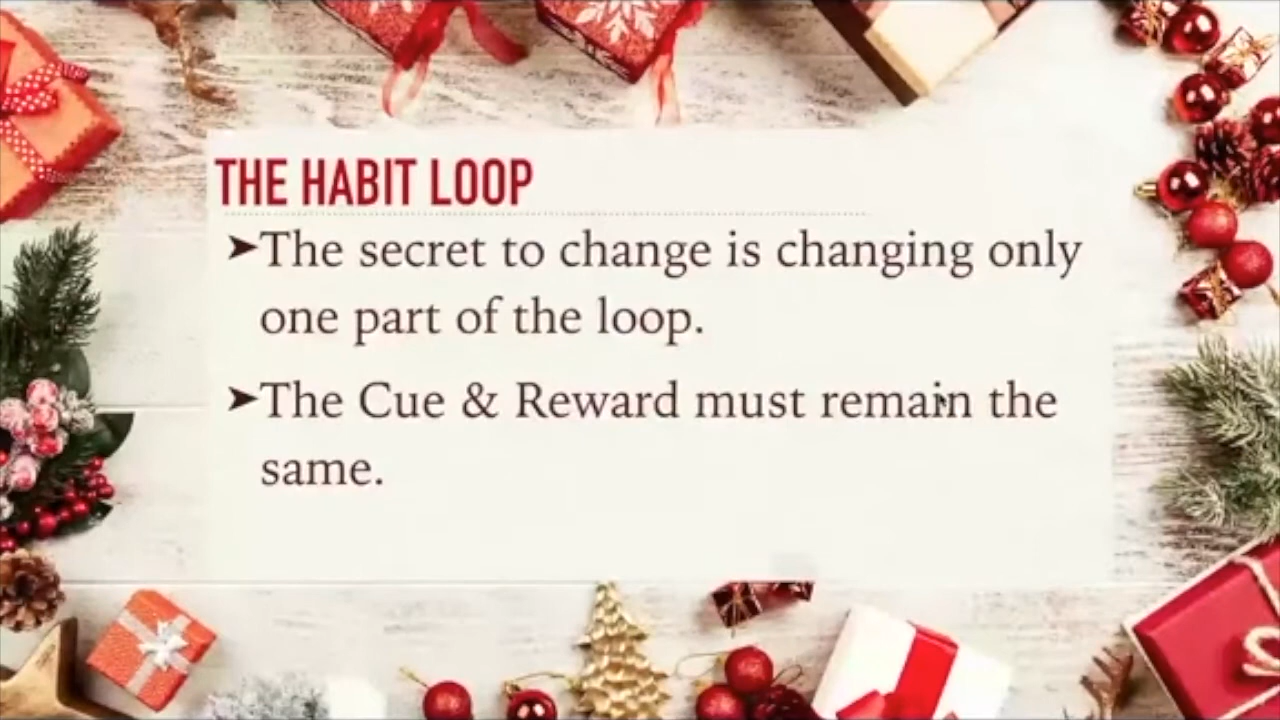 THE HABIT LOOP
➤The secret to change is changing only
one part of the loop.
➤The Cue & Reward must remain the
same.